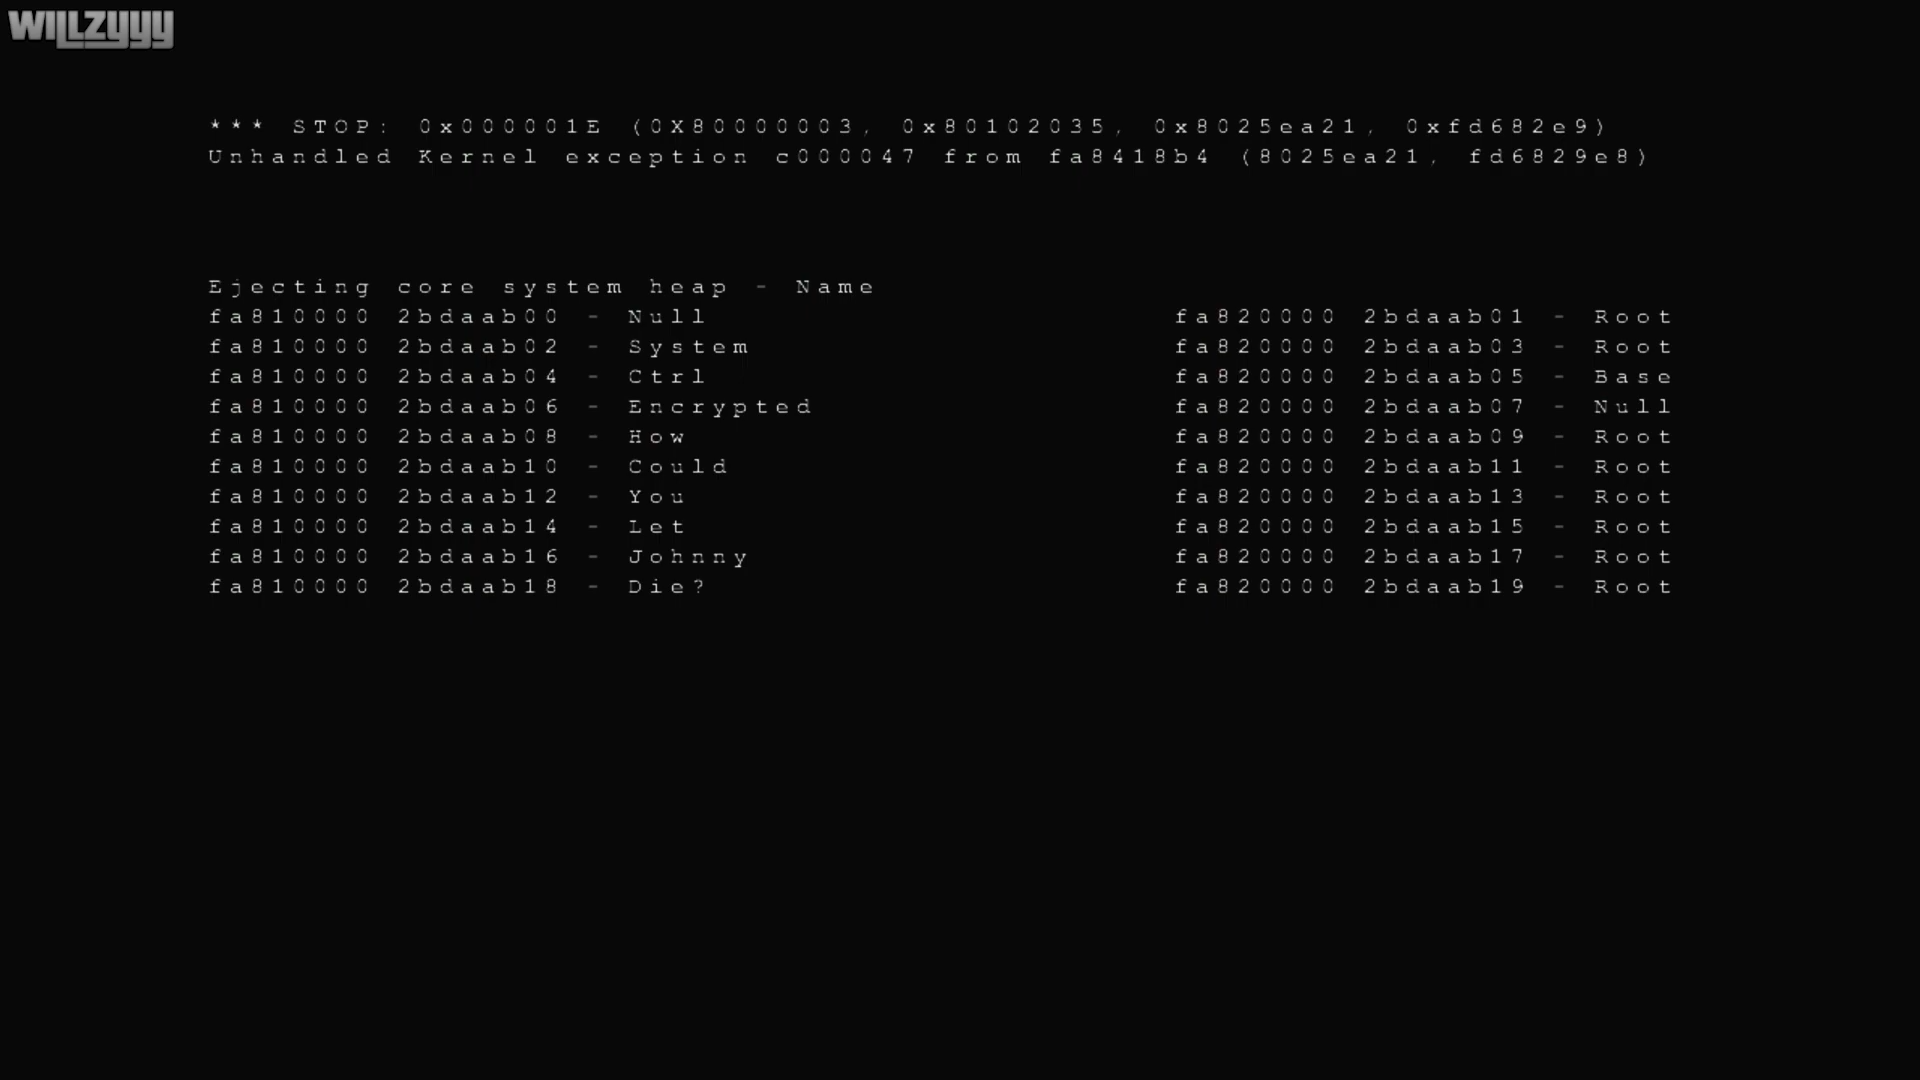 WILLZYYY
*** STOP: 0x000001E (0X80000003, 0x80102035, 0x8025ea21, 0xfd682e9)
Unhandled Kernel exception c000047 from fa8418b4 (8025ea21, fd6829e8)
Ejecting core system heap - Name
fa810000 2bdaab00 - Null fa820000 2bdaab01 - Root
fa810000 2bdaab02 - System fa820000 2bdaab03 - Root
fa810000 2bdaab04 - Ctrl fa820000 2bdaab05 - Base
fa810000 2bdaab06 - Encrypted fa820000 2bdaab07 - Null
fa810000 2bdaab08 - How fa820000 2bdaab09 - Root
fa810000 2bdaab10 - Could fa820000 2bdaab11 - Root
fa810000 2bdaab12 - You fa820000 2bdaab13 - Root
fa810000 2bdaab14 - Let fa820000 2bdaab15 - Root
fa810000 2bdaab16 - Johnny fa820000 2bdaab17 - Root
fa810000 2bdaab18 - Die? fa820000 2bdaab19 - Root